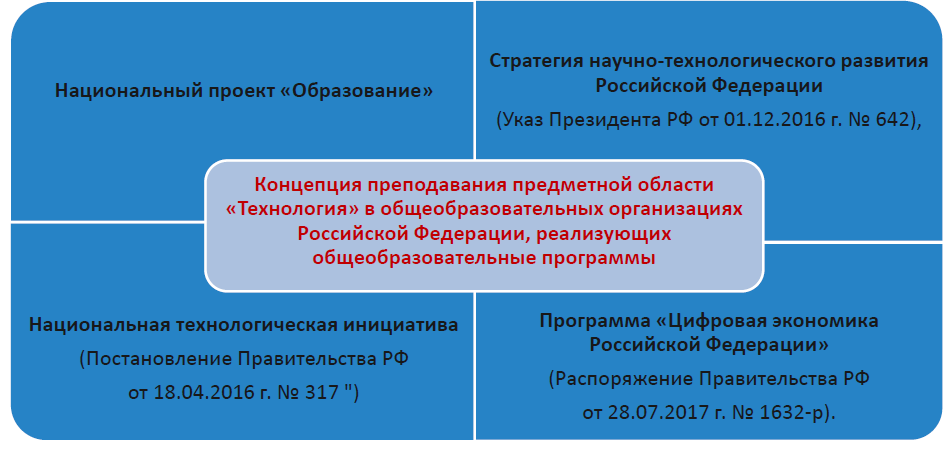 Национальный проект «Образование»
Стратегия научно-технологического развития
Российской Федерации
(Указ Президента РФ от 01.12.2016 г. № 642),
Концепция преподавания предметной области
«Технология» в общеобразовательных организациях
Российской Федерации, реализующих
общеобразовательные программы
Национальная технологическая инициатива
(Постановление Правительства РФ
от 18.04.2016 г. № 317 ")
Программа «Цифровая экономика
Российской Федерации»
(Распоряжение Правительства РФ
от 28.07.2017 г. № 1632-р).